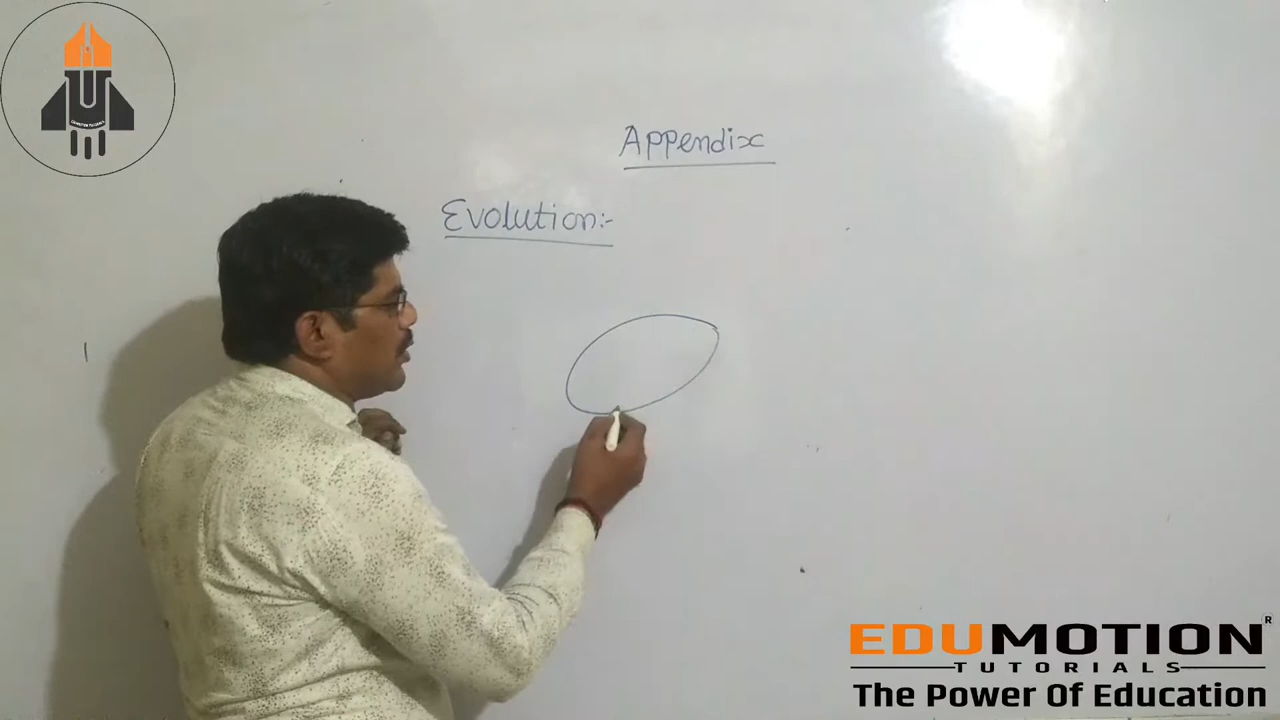 Appendix
Evolution:-
EDUMOTION®
TUTORIALS
The Power Of Education